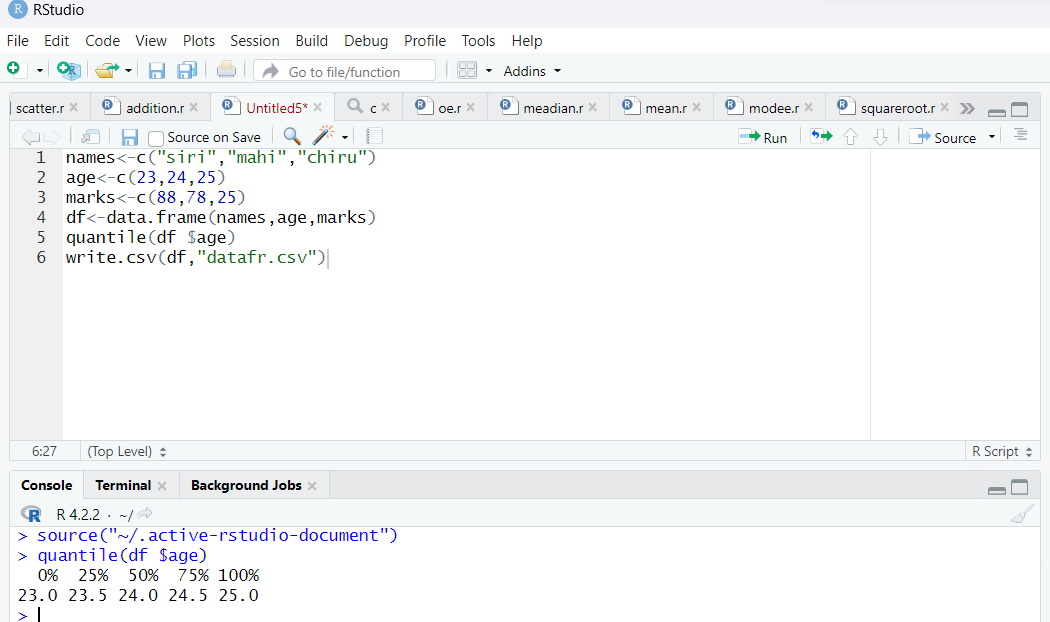 RStudio
File Edit Code View Plots Session Build Debug Profile Tools Help
Go to file/function Addins
scatter.r addition.r Untitled5* c oe.r meadian.r mean.r modee.r squareroot.r
Source on Save Run Source
1 names<-c("siri","mahi","chiru")
2 age<-c(23,24,25)
3 marks<-c(88,78,25)
4 df<-data.frame(names,age,marks)
5 quantile(df $age)
6 write.csv(df,"datafr.csv")
6:27 (Top Level) R Script
Console Terminal Background Jobs
R 4.2.2 · ~/
> source("~/.active-rstudio-document")
> quantile(df $age)
0% 25% 50% 75% 100%
23.0 23.5 24.0 24.5 25.0
>